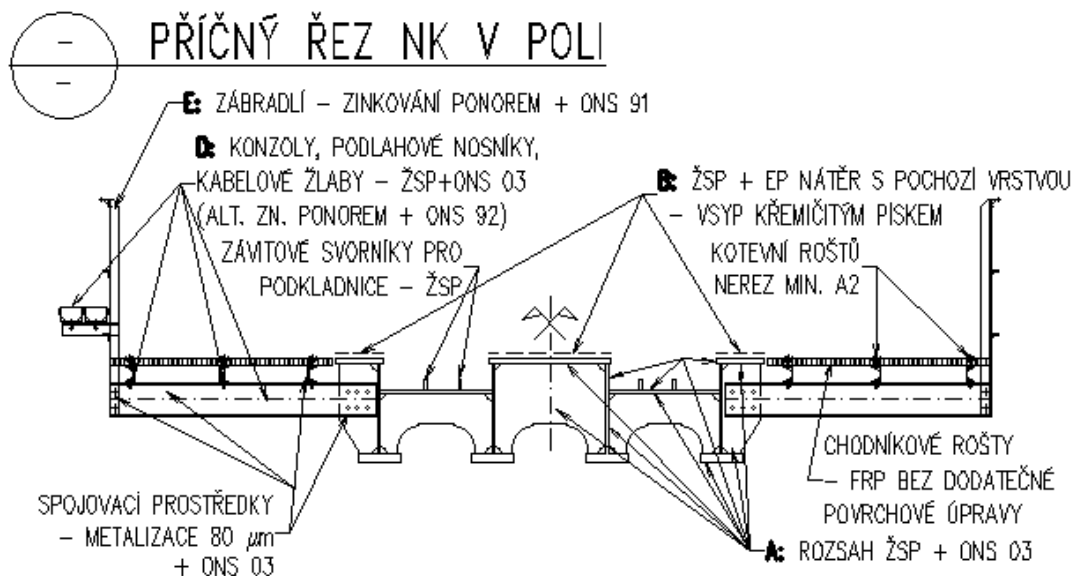 PŘÍČNÝ ŘEZ NK V POLI
E: ZÁBRADLÍ – ZINKOVÁNÍ PONOREM + ONS 91
D: KONZOLY, PODLAHOVÉ NOSNÍKY,
KABELOVÉ ŽLABY – ŽSP+ONS 03
(ALT. ZN. PONOREM + ONS 92)
ZÁVITOVÉ SVORNÍKY PRO
PODKLADNICE – ŽSP
B: ŽSP + EP NÁTĚR S POCHOZÍ VRSTVOU
– VSYP KŘEMIČITÝM PISKEM
KOTEVNÍ ROŠTŮ
NEREZ MIN. A2
SPOJOVACÍ PROSTŘEDKY
– METALIZACE 80 µm
+ ONS 03
CHODNÍKOVÉ ROŠTY
– FRP BEZ DODATEČNÉ
POVRCHOVÉ ÚPRAVY
A: ROZSAH ŽSP + ONS 03